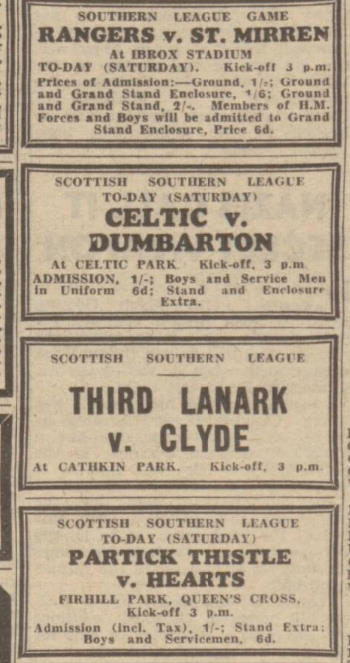 SOUTHERN LEAGUE GAME
RANGERS v. ST. MIRREN
At IBROX STADIUM
TO-DAY (SATURDAY). Kick-off 3 p.m.
Prices of Admission:—Ground, 1/-; Ground
and Grand Stand Enclosure, 1/6; Ground
and Grand Stand, 2/-. Members of H.M.
Forces and Boys will be admitted to Grand
Stand Enclosure, Price 6d.
SCOTTISH SOUTHERN LEAGUE
TO-DAY (SATURDAY)
CELTIC v.
DUMBARTON
At CELTIC PARK. Kick-off, 3 p.m.
ADMISSION, 1/-; Boys and Service Men
in Uniform 6d; Stand and Enclosure
Extra.
SCOTTISH SOUTHERN LEAGUE
THIRD LANARK
v. CLYDE
At CATHKIN PARK. Kick-off, 3 p.m.
SCOTTISH SOUTHERN LEAGUE
TO-DAY (SATURDAY)
PARTICK THISTLE
v. HEARTS
FIRHILL PARK, QUEEN'S CROSS.
Kick-off 3 p.m.
Admission (incl. Tax), 1/-; Stand Extra;
Boys and Servicemen, 6d.